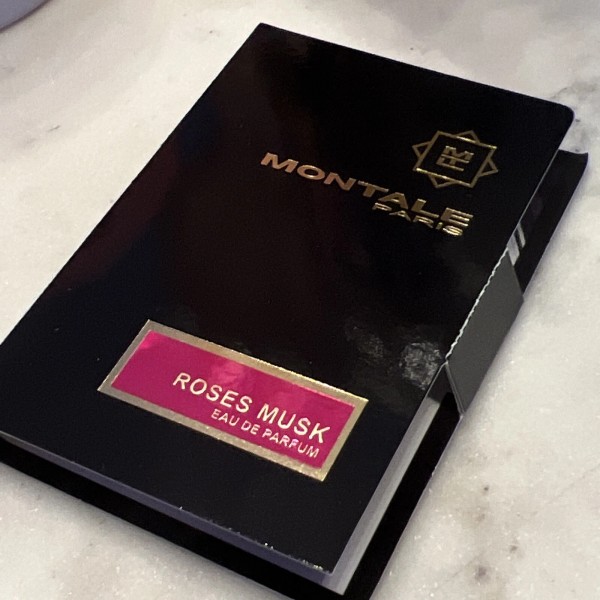 MONTALE
PARIS
ROSES MUSK
EAU DE PARFUM